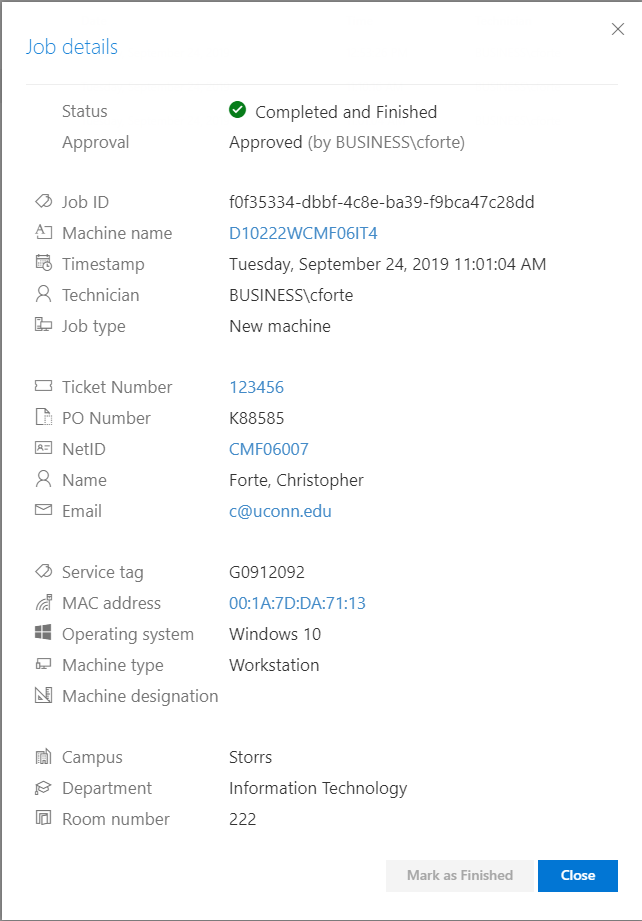 Job details
Status Completed and Finished
Approval Approved (by BUSINESS\cforte)
Job ID f0f35334-dbbf-4c8e-ba39-f9bca47c28dd
Machine name D10222WCMF06IT4
Timestamp Tuesday, September 24, 2019 11:01:04 AM
Technician BUSINESS\cforte
Job type New machine
Ticket Number 123456
PO Number K88585
NetID CMF06007
Name Forte, Christopher
Email c@uconn.edu
Service tag G0912092
MAC address 00:1A:7D:DA:71:13
Operating system Windows 10
Machine type Workstation
Machine designation
Campus Storrs
Department Information Technology
Room number 222
Mark as Finished Close